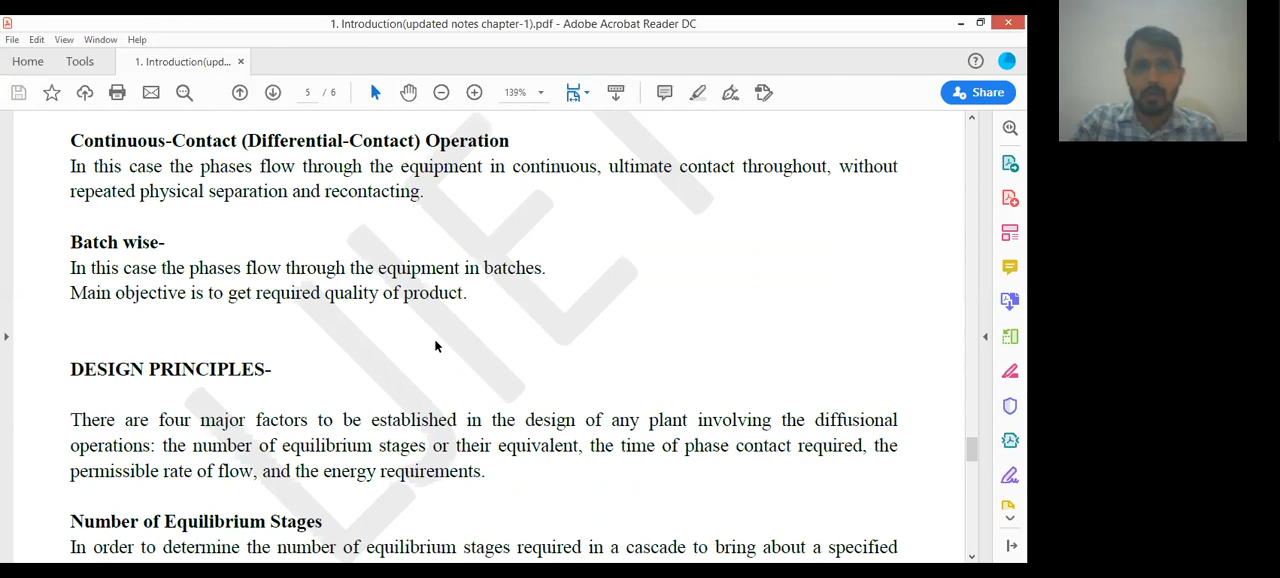 1. Introduction(updated notes chapter-1).pdf - Adobe Acrobat Reader DC
File Edit View Window Help
Home Tools 1. Introduction(upd... ×
5 / 6 139% Share
Continuous-Contact (Differential-Contact) Operation
In this case the phases flow through the equipment in continuous, ultimate contact throughout, without
repeated physical separation and recontacting.
Batch wise-
In this case the phases flow through the equipment in batches.
Main objective is to get required quality of product.
DESIGN PRINCIPLES-
There are four major factors to be established in the design of any plant involving the diffusional
operations: the number of equilibrium stages or their equivalent, the time of phase contact required, the
permissible rate of flow, and the energy requirements.
Number of Equilibrium Stages
In order to determine the number of equilibrium stages required in a cascade to bring about a specified
LJIET